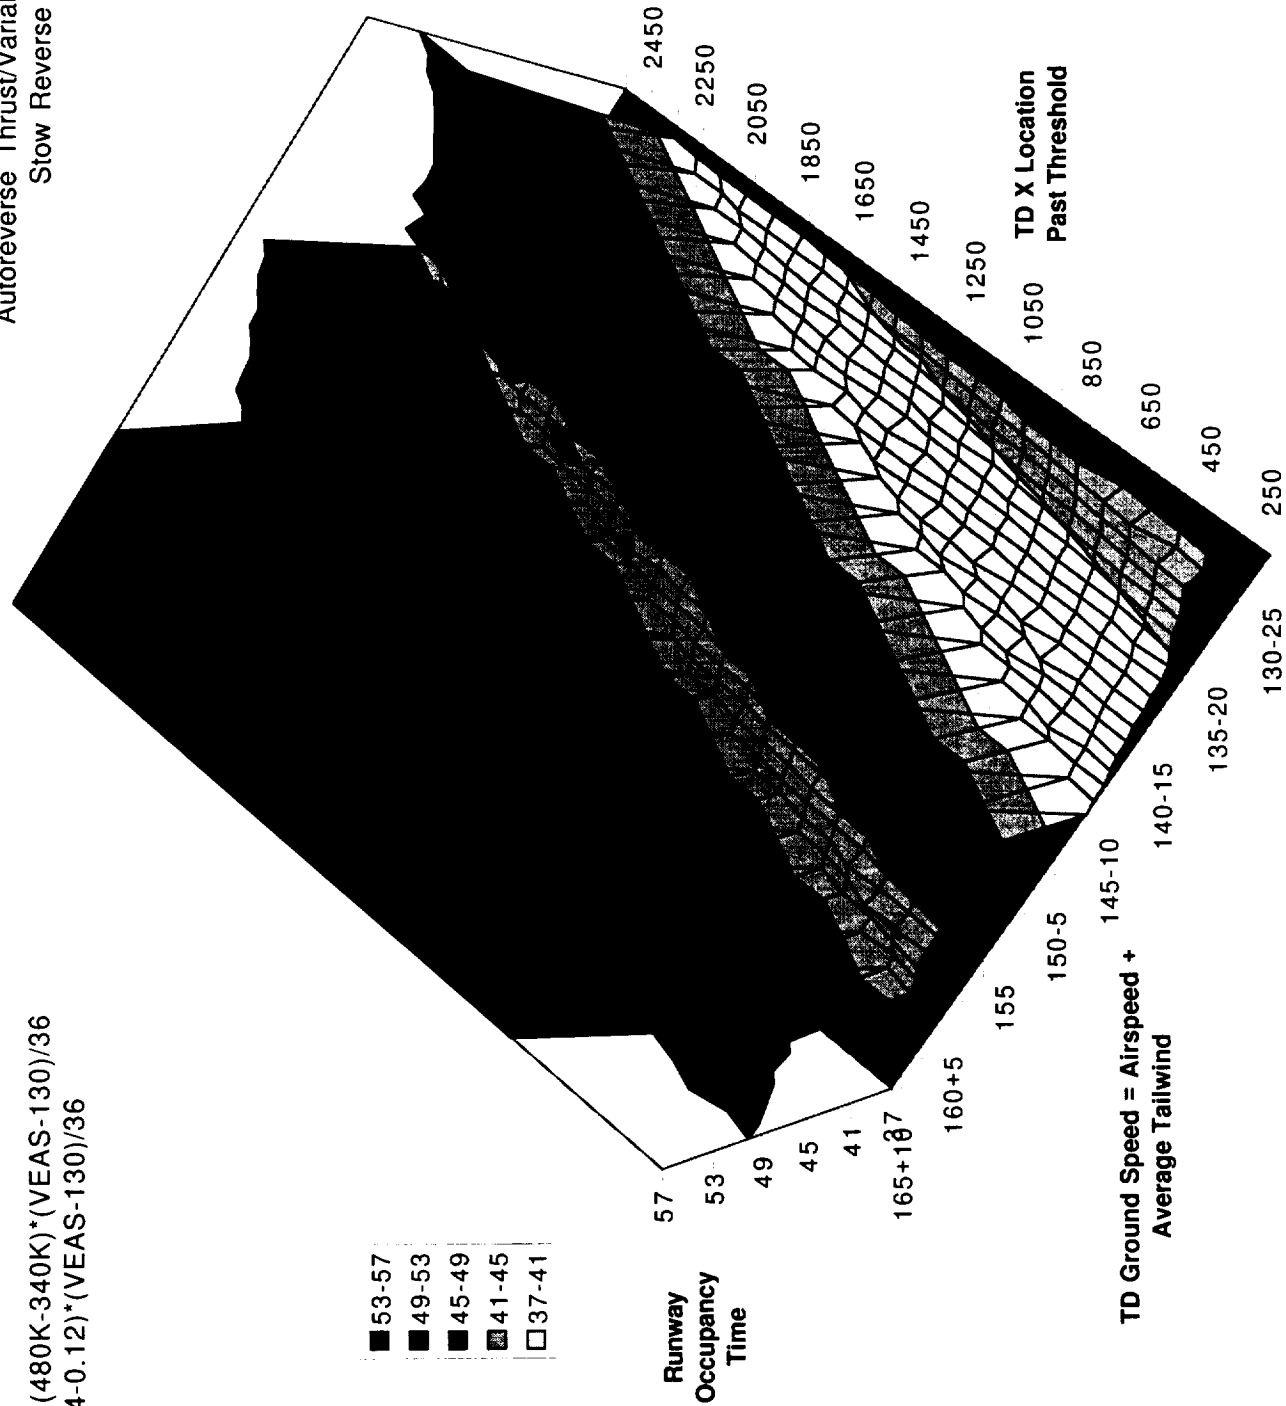 Autoreverse Thrust/Varial
Stow Reverse
(480K-340K)*(VEAS-130)/36
4-0.12)*(VEAS-130)/36
53-57
49-53
45-49
41-45
37-41
Runway
Occupancy
Time
57
53
49
45
41
37
165+10
160+5
155
150-5
145-10
140-15
135-20
130-25
TD Ground Speed = Airspeed +
Average Tailwind
250
450
650
850
1050
1250
1450
1650
1850
2050
2250
2450
TD X Location
Past Threshold